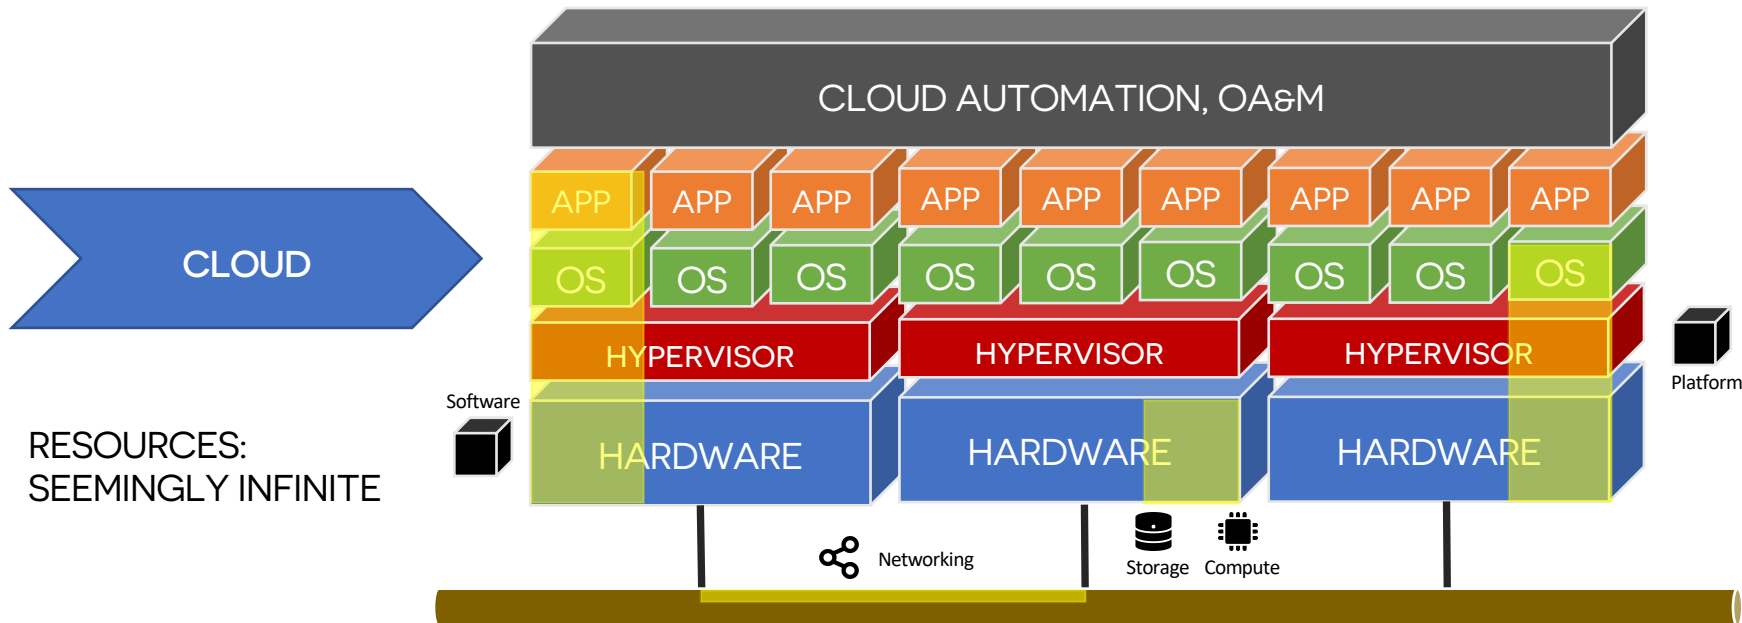 CLOUD AUTOMATION, OA&M
APP APP APP APP APP APP APP APP APP
CLOUD
OS OS OS OS OS OS OS OS OS
HYPERVISOR HYPERVISOR HYPERVISOR
Platform
Software
RESOURCES:
SEEMINGLY INFINITE
HARDWARE HARDWARE HARDWARE
Networking
Storage Compute